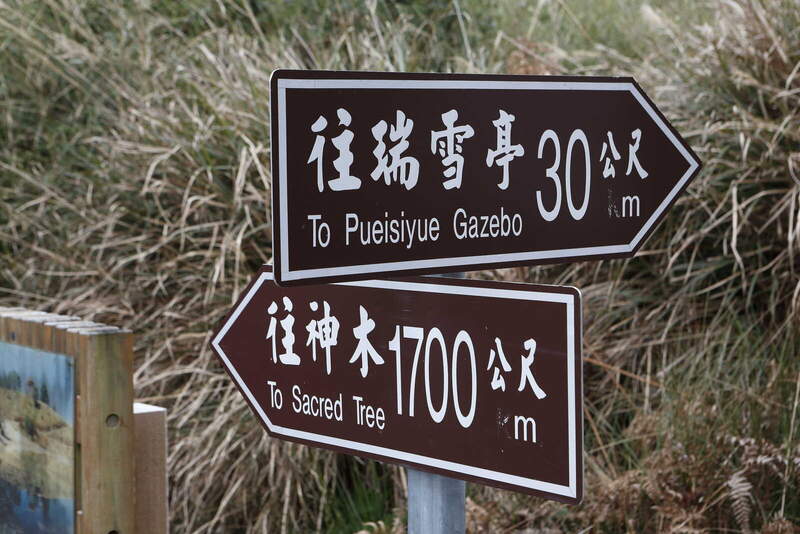 往瑞雪亭 30 公尺
To Pueisiyue Gazebo m
往神木 1700 公尺
To Sacred Tree m